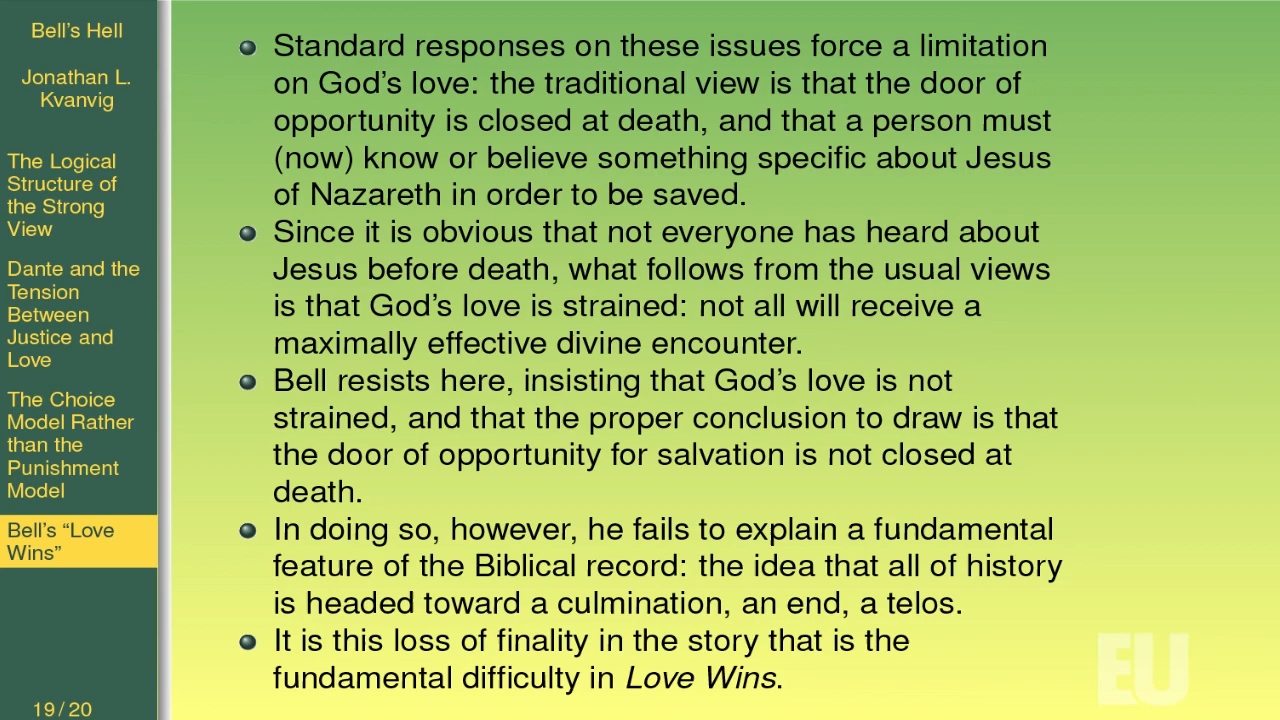 Bell's Hell
Jonathan L.
Kvanvig
The Logical
Structure of
the Strong
View
Dante and the
Tension
Between
Justice and
Love
The Choice
Model Rather
than the
Punishment
Model
Bell's “Love
Wins”
19 / 20
Standard responses on these issues force a limitation
on God's love: the traditional view is that the door of
opportunity is closed at death, and that a person must
(now) know or believe something specific about Jesus
of Nazareth in order to be saved.
Since it is obvious that not everyone has heard about
Jesus before death, what follows from the usual views
is that God's love is strained: not all will receive a
maximally effective divine encounter.
Bell resists here, insisting that God's love is not
strained, and that the proper conclusion to draw is that
the door of opportunity for salvation is not closed at
death.
In doing so, however, he fails to explain a fundamental
feature of the Biblical record: the idea that all of history
is headed toward a culmination, an end, a telos.
It is this loss of finality in the story that is the
fundamental difficulty in Love Wins.
EU